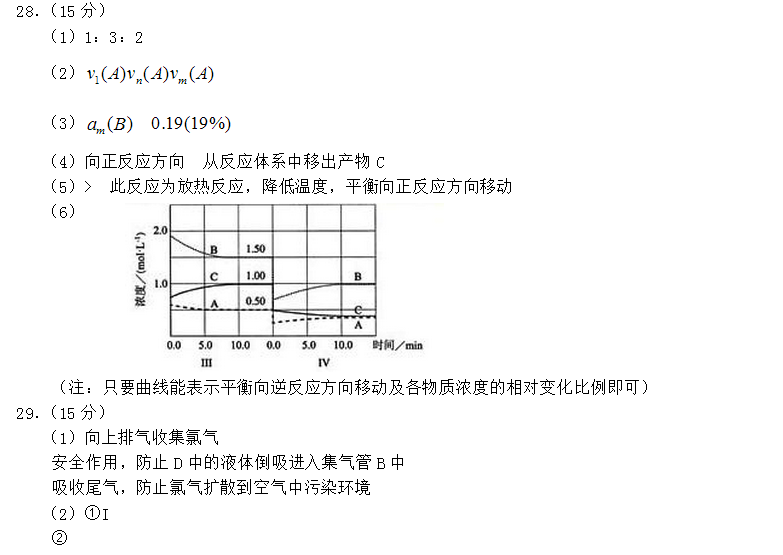 28.（15 分）
（1）1：3：2
（2）v₁(A)vₙ(A)vₘ(A)
（3）aₘ(B) 0.19(19%)
（4）向正反应方向 从反应体系中移出产物 C
（5）> 此反应为放热反应，降低温度，平衡向正反应方向移动
（6）
浓度/(mol·L⁻¹)
2.0
B 1.50
C 1.00 B
1.0
A 0.50 C
A
0.0 5.0 10.0 0.0 5.0 10.0 时间/min
III IV
（注：只要曲线能表示平衡向逆反应方向移动及各物质浓度的相对变化比例即可）
29.（15 分）
（1）向上排气收集氯气
安全作用，防止 D 中的液体倒吸进入集气管 B 中
吸收尾气，防止氯气扩散到空气中污染环境
（2）①I
②